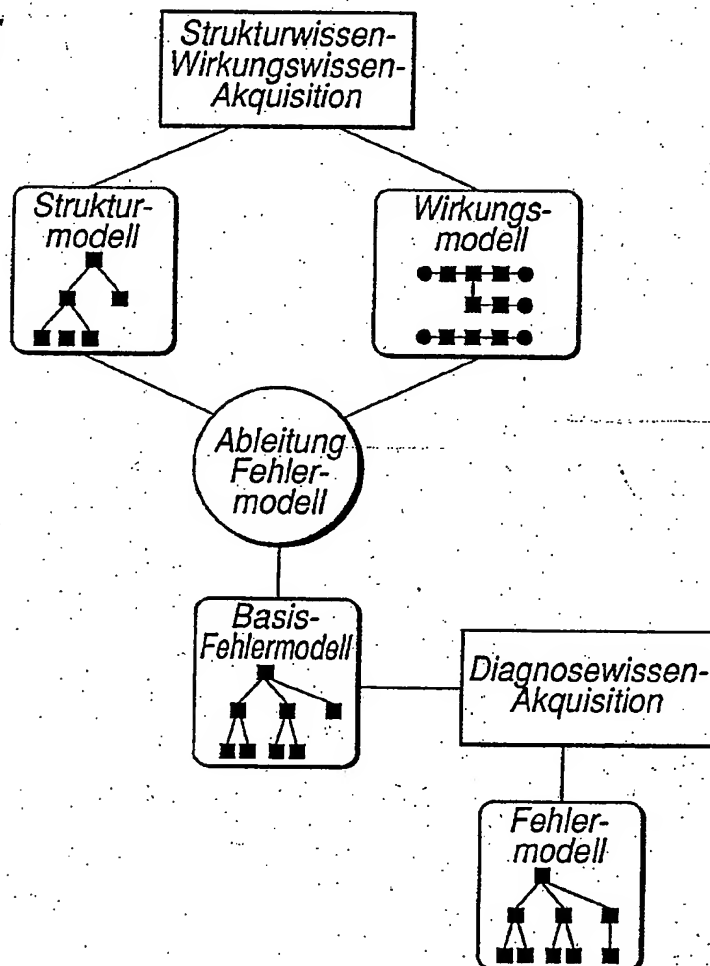 Strukturwissen-
Wirkungswissen-
Akquisition
Struktur-
modell
Wirkungs-
modell
Ableitung
Fehler-
modell
Basis-
Fehlermodell
Diagnosewissen-
Akquisition
Fehler-
modell